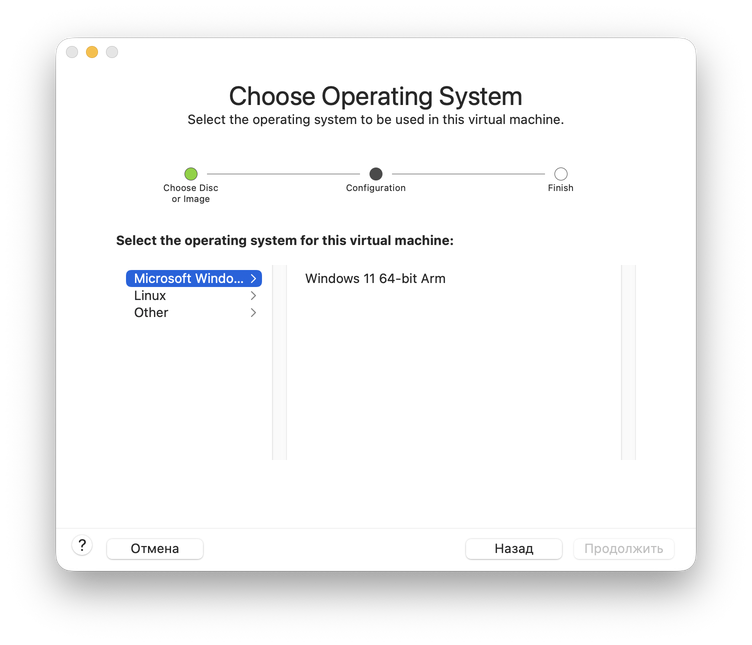 Choose Operating System
Select the operating system to be used in this virtual machine.
Choose Disc
or Image
Configuration
Finish
Select the operating system for this virtual machine:
Microsoft Windo...
Windows 11 64-bit Arm
Linux
Other
?
Отмена
Назад
Продолжить